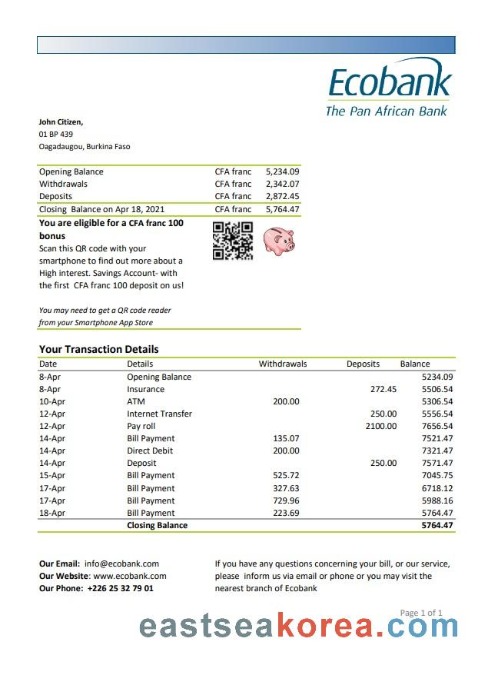 Ecobank
The Pan African Bank
John Citizen,
01 BP 439
Oagadaugou, Burkina Faso
Opening Balance CFA franc 5,234.09
Withdrawals CFA franc 2,342.07
Deposits CFA franc 2,872.45
Closing Balance on Apr 18, 2021 CFA franc 5,764.47
You are eligible for a CFA franc 100
bonus
Scan this QR code with your
smartphone to find out more about a
High interest. Savings Account- with
the first CFA franc 100 deposit on us!
You may need to get a QR code reader
from your Smartphone App Store
Your Transaction Details
Date Details Withdrawals Deposits Balance
8-Apr Opening Balance 5234.09
8-Apr Insurance 272.45 5506.54
10-Apr ATM 200.00 5306.54
12-Apr Internet Transfer 250.00 5556.54
12-Apr Pay roll 2100.00 7656.54
14-Apr Bill Payment 135.07 7521.47
14-Apr Direct Debit 200.00 7321.47
14-Apr Deposit 250.00 7571.47
15-Apr Bill Payment 525.72 7045.75
17-Apr Bill Payment 327.63 6718.12
17-Apr Bill Payment 729.96 5988.16
18-Apr Bill Payment 223.69 5764.47
Closing Balance 5764.47
Our Email: info@ecobank.com
Our Website: www.ecobank.com
Our Phone: +226 25 32 79 01
If you have any questions concerning your bill, or our service,
please inform us via email or phone or you may visit the
nearest branch of Ecobank
Page 1 of 1
eastseakorea.com